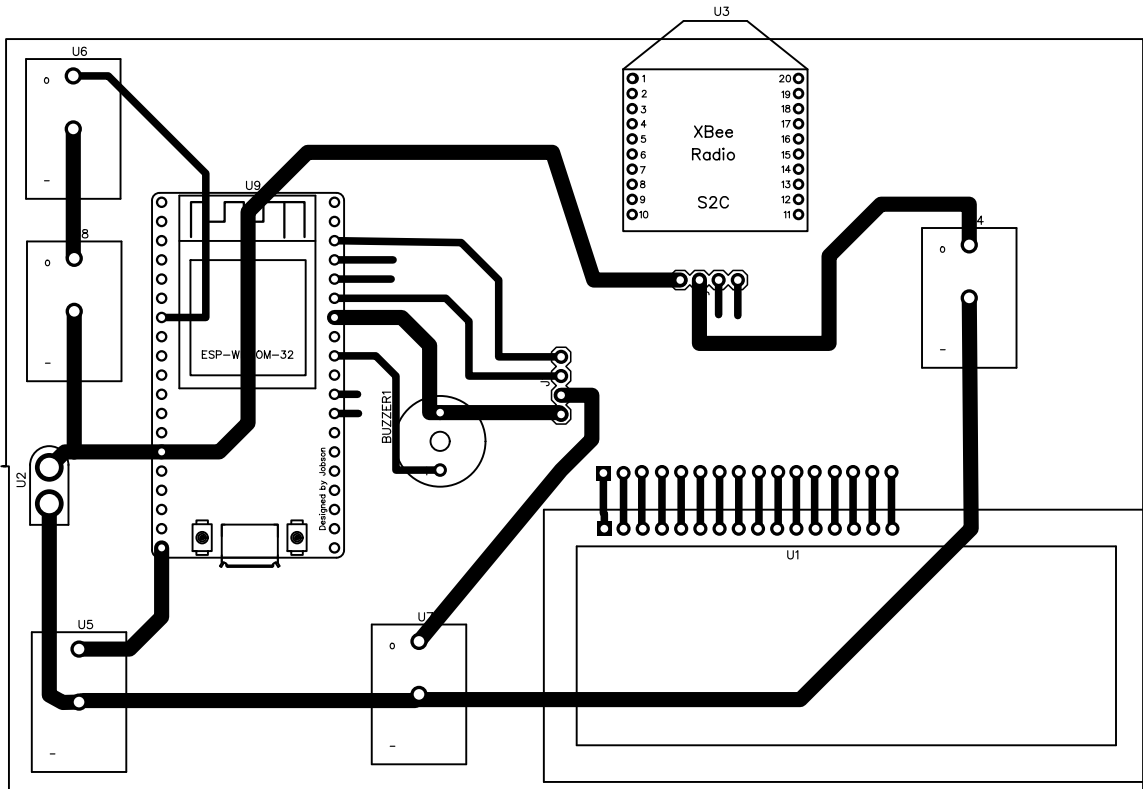 U3
U6
o
-
1 20
2 19
3 18
4 17
5 16
6 15
7 14
8 13
9 12
10 11
XBee
Radio
S2C
U9
8
o
-
4
o
-
ESP-W OM-32
J
BUZZER1
Designed by Jobson
U2
U1
U5
-
U7
o
-